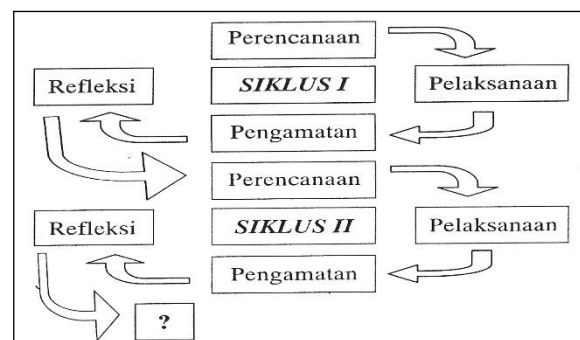 Perencanaan
Refleksi
SIKLUS I
Pelaksanaan
Pengamatan
Perencanaan
Refleksi
SIKLUS II
Pelaksanaan
Pengamatan
?